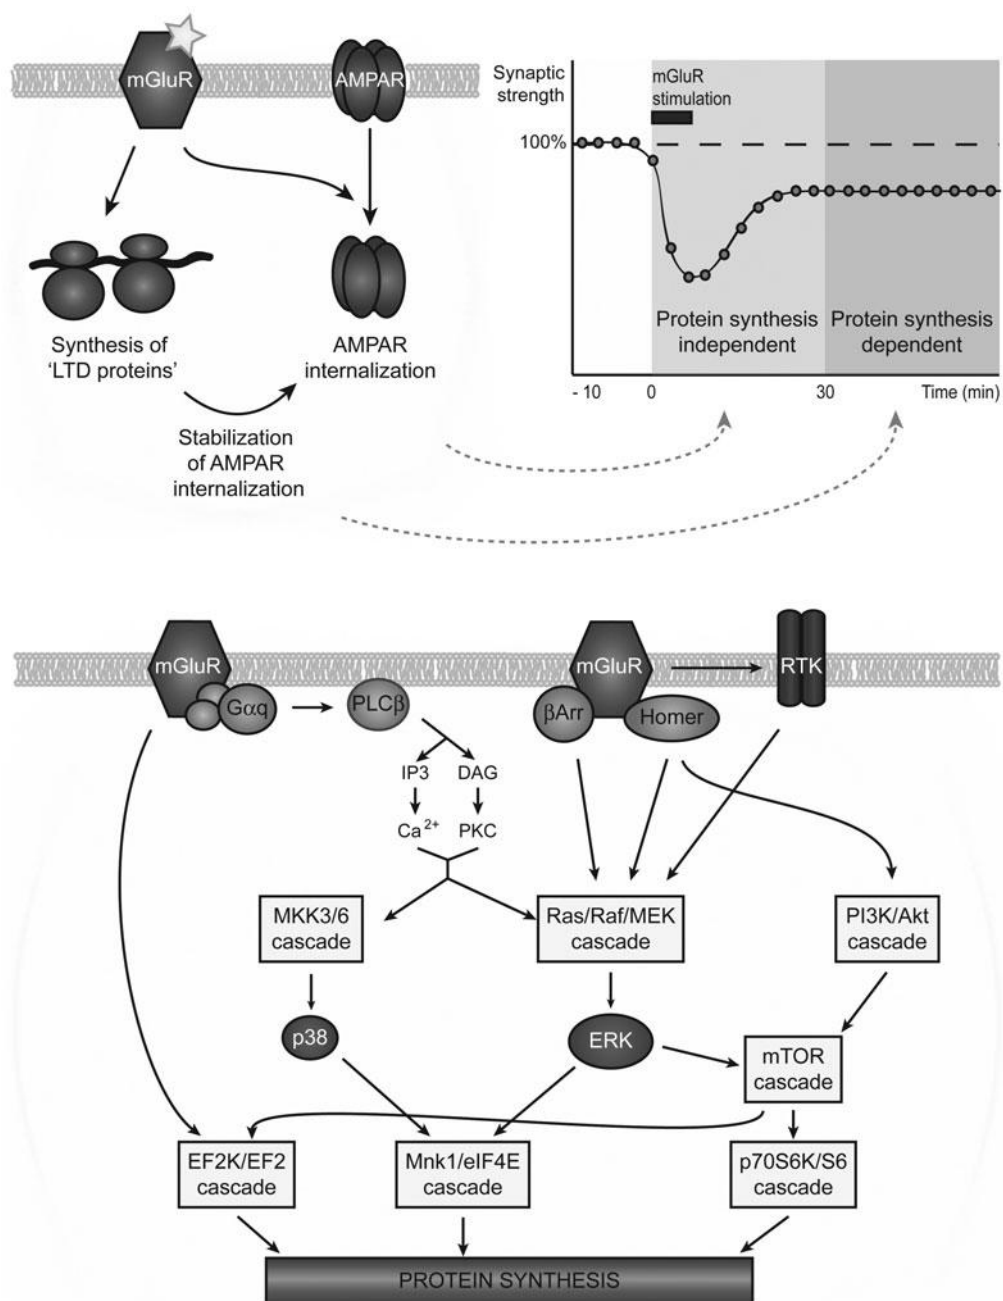 mGluR
AMPAR
Synthesis of
‘LTD proteins’
AMPAR
internalization
Stabilization
of AMPAR
internalization
Synaptic
strength
mGluR
stimulation
100%
Protein synthesis
independent
Protein synthesis
dependent
- 10
0
30
Time (min)
mGluR
Gαq
PLCβ
mGluR
βArr
Homer
RTK
IP3
DAG
Ca²⁺
PKC
MKK3/6
cascade
Ras/Raf/MEK
cascade
PI3K/Akt
cascade
p38
ERK
mTOR
cascade
EF2K/EF2
cascade
Mnk1/eIF4E
cascade
p70S6K/S6
cascade
PROTEIN SYNTHESIS